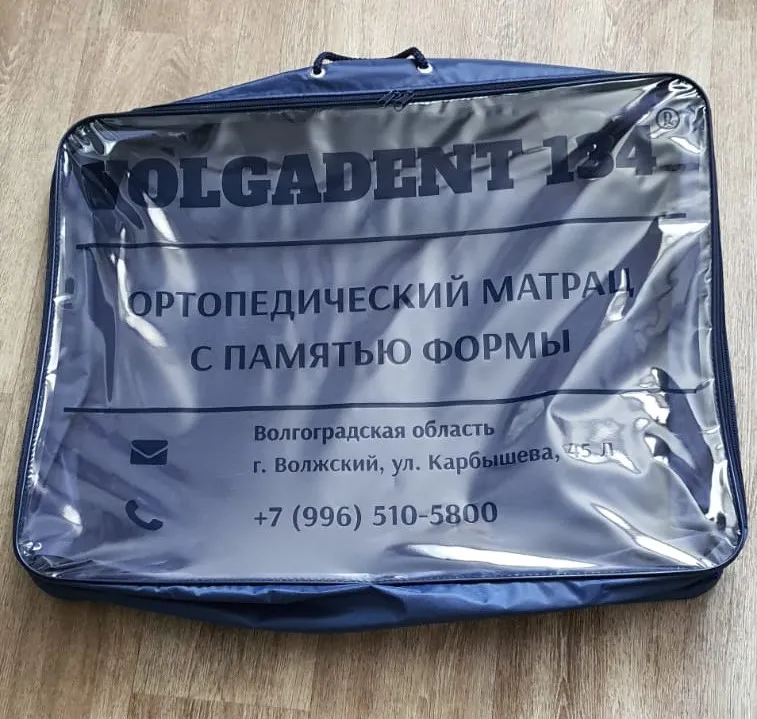 VOLGADENT 134®
ОРТОПЕДИЧЕСКИЙ МАТРАЦ
С ПАМЯТЬЮ ФОРМЫ
Волгоградская область
г. Волжский, ул. Карбышева, 45 Л
+7 (996) 510-5800